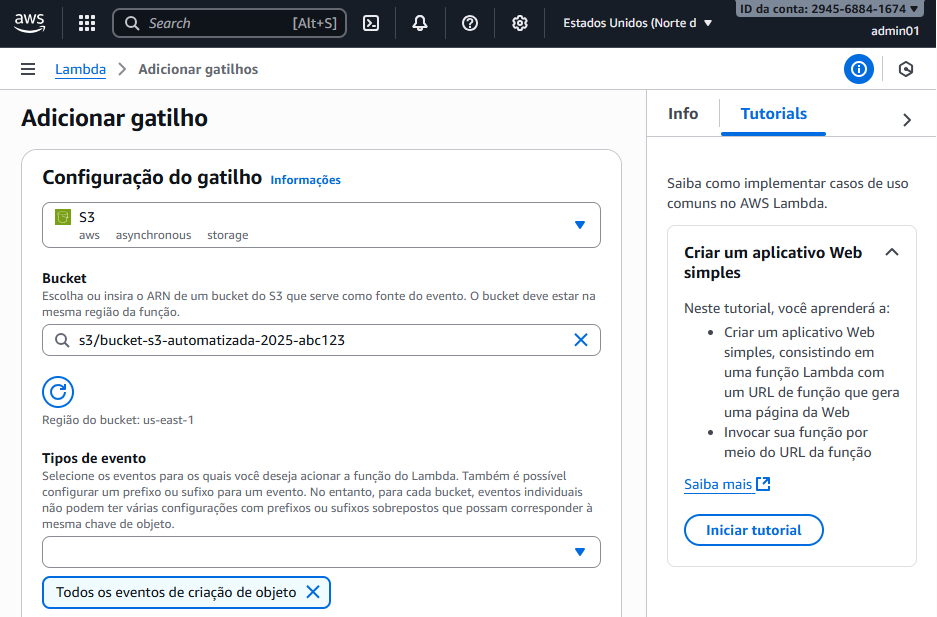 aws
Search [Alt+S]
Estados Unidos (Norte d
ID da conta: 2945-6884-1674
admin01
Lambda
Adicionar gatilhos
Adicionar gatilho
Configuração do gatilho Informações
S3
aws asynchronous storage
Bucket
Escolha ou insira o ARN de um bucket do S3 que serve como fonte do evento. O bucket deve estar na
mesma região da função.
s3/bucket-s3-automatizada-2025-abc123
Região do bucket: us-east-1
Tipos de evento
Selecione os eventos para os quais você deseja acionar a função do Lambda. Também é possível
configurar um prefixo ou sufixo para um evento. No entanto, para cada bucket, eventos individuais
não podem ter várias configurações com prefixos ou sufixos sobrepostos que possam corresponder à
mesma chave de objeto.
Todos os eventos de criação de objeto
Info
Tutorials
Saiba como implementar casos de uso
comuns no AWS Lambda.
Criar um aplicativo Web
simples
Neste tutorial, você aprenderá a:
• Criar um aplicativo Web
simples, consistindo em
uma função Lambda com
um URL de função que gera
uma página da Web
• Invocar sua função por
meio do URL da função
Saiba mais
Iniciar tutorial